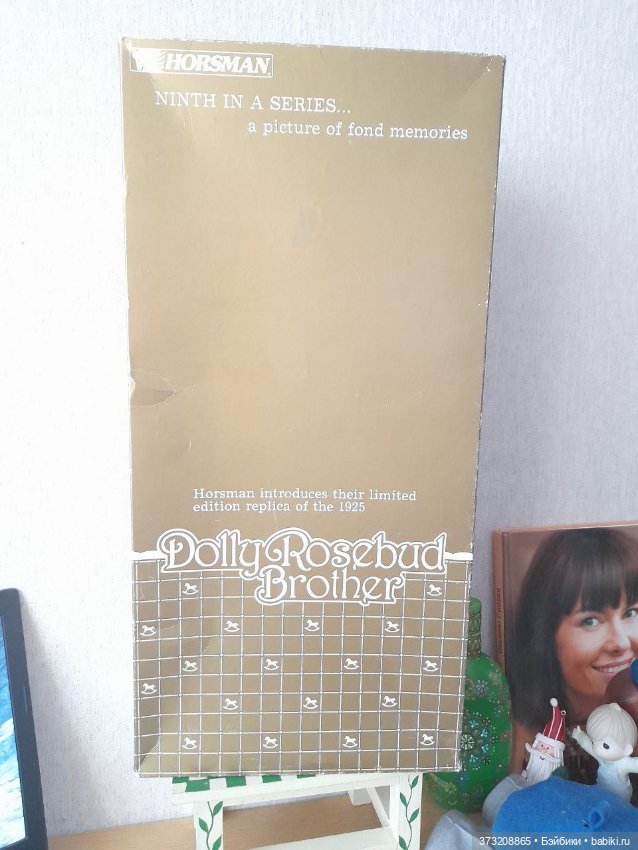 HORSMAN
NINTH IN A SERIES...
a picture of fond memories
Horsman introduces their limited
edition replica of the 1925
Dolly Rosebud
Brother
373208865 • Бэйбики • babiki.ru